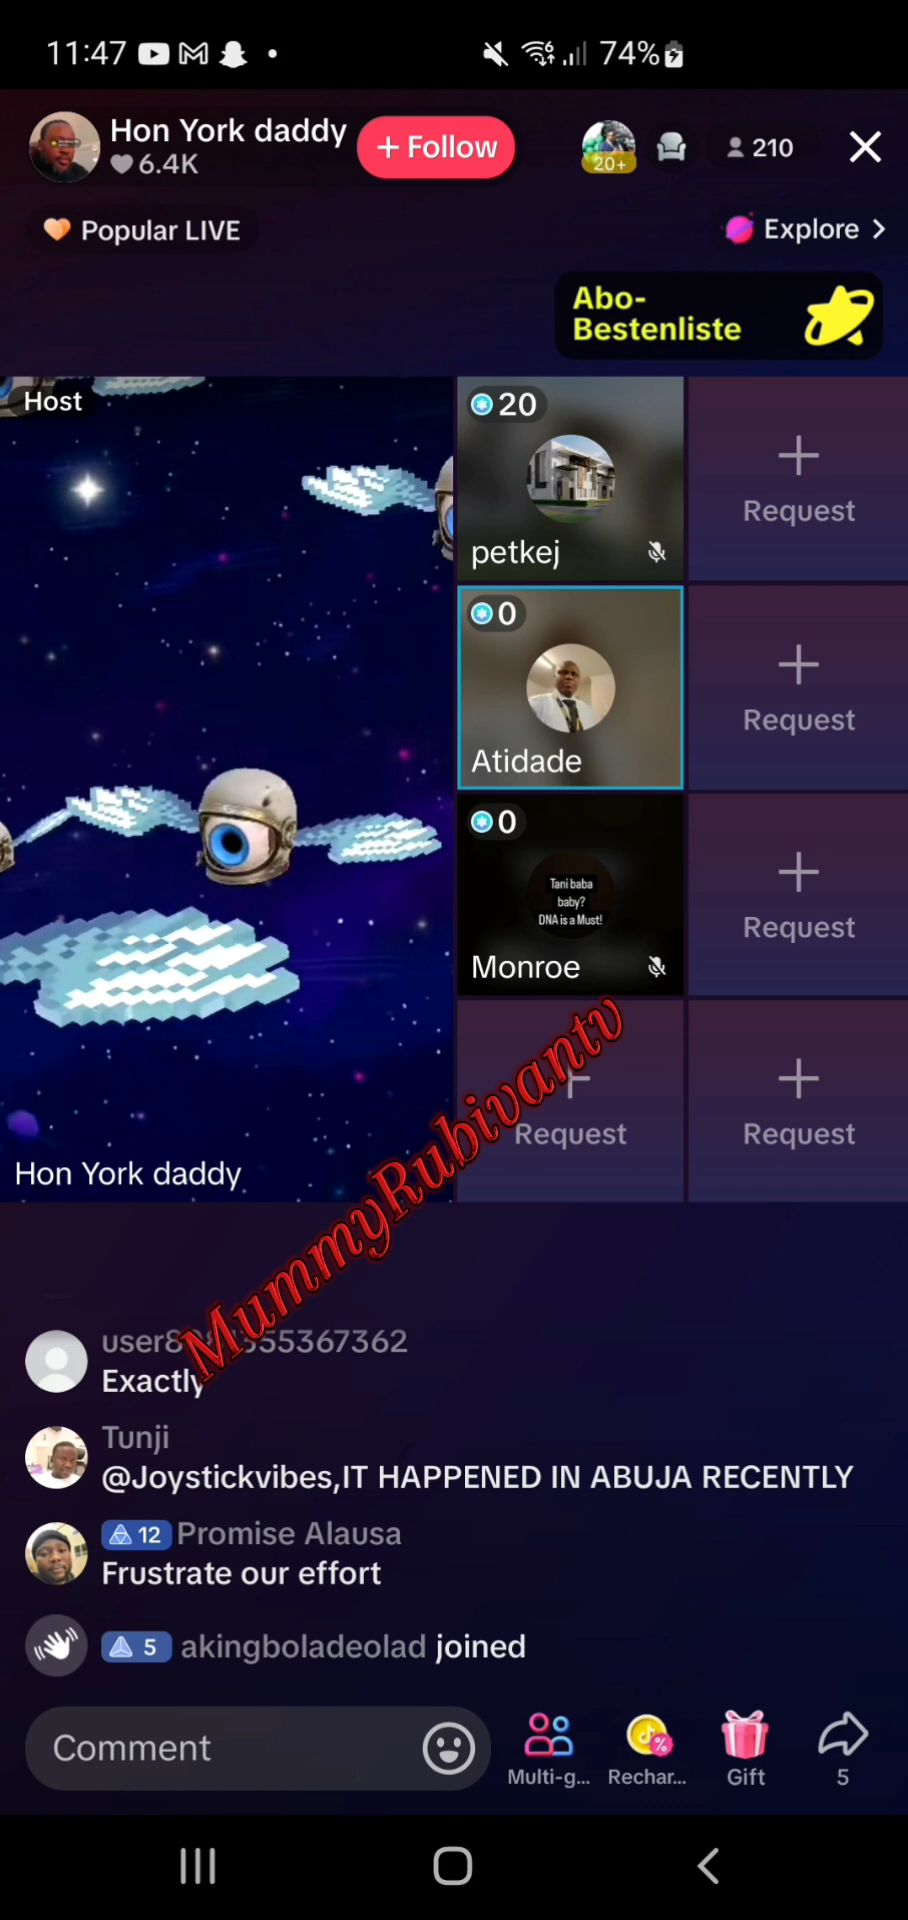 11:47
74%
Hon York daddy
6.4K
+ Follow
20+
210
Popular LIVE
Explore >
Abo-
Bestenliste
Host
20
petkej
Request
0
Atidade
Request
0
Tani baba
baby?
DNA is a Must!
Monroe
Request
Request
Request
Hon York daddy
MummyRubivantv
Exactly
Tunji
@Joystickvibes,IT HAPPENED IN ABUJA RECENTLY
12 Promise Alausa
Frustrate our effort
5 akingboladeolad joined
Comment
Multi-g...
Rechar...
Gift
5